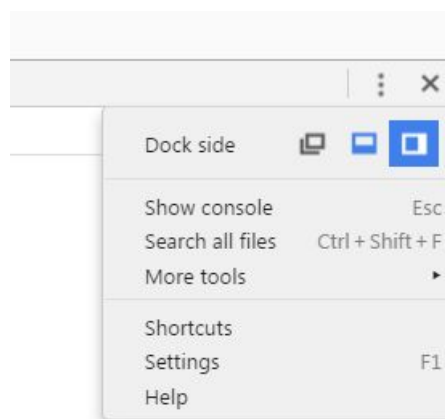 Dock side
Show console Esc
Search all files Ctrl + Shift + F
More tools
Shortcuts
Settings F1
Help